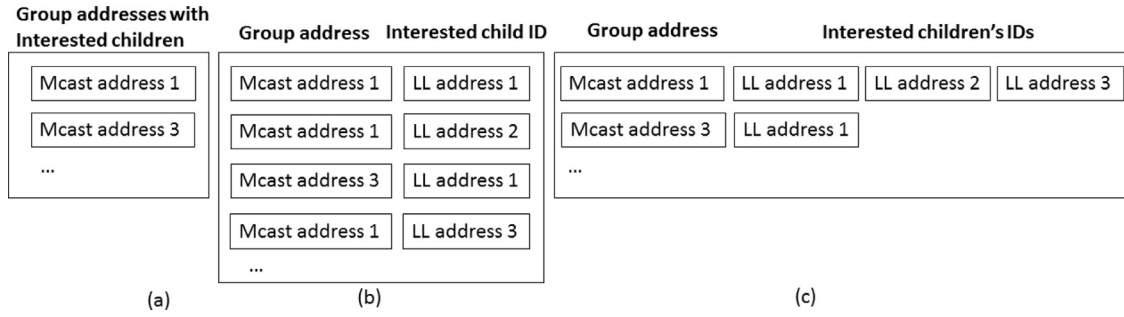 Group addresses with
Interested children
Mcast address 1
Mcast address 3
...
(a)
Group address Interested child ID
Mcast address 1 LL address 1
Mcast address 1 LL address 2
Mcast address 3 LL address 1
Mcast address 1 LL address 3
...
(b)
Group address Interested children's IDs
Mcast address 1 LL address 1 LL address 2 LL address 3
Mcast address 3 LL address 1
...
(c)